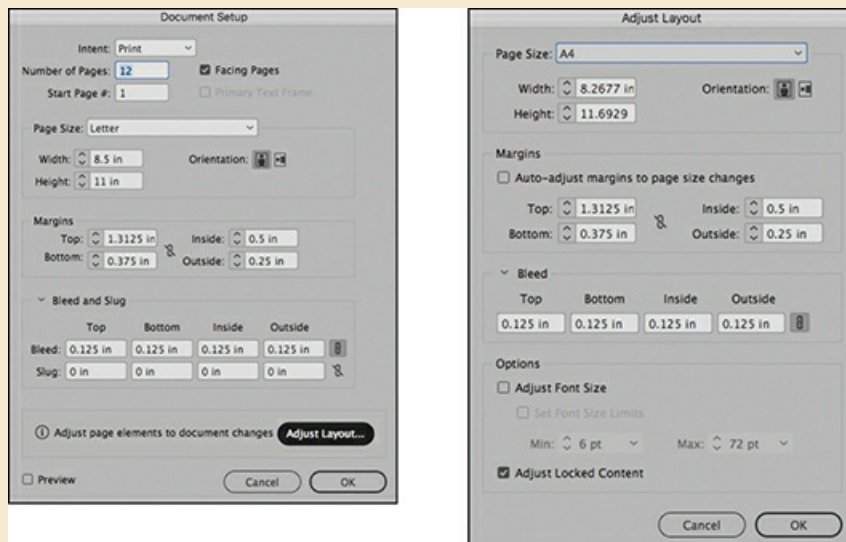 Document Setup
Intent: Print
Number of Pages: 12
Facing Pages
Start Page #: 1
Primary Text Frame
Page Size: Letter
Width: 8.5 in
Orientation:
Height: 11 in
Margins
Top: 1.3125 in
Inside: 0.5 in
Bottom: 0.375 in
Outside: 0.25 in
Bleed and Slug
Top Bottom Inside Outside
Bleed: 0.125 in 0.125 in 0.125 in 0.125 in
Slug: 0 in 0 in 0 in 0 in
Adjust page elements to document changes Adjust Layout...
Preview
Cancel OK
Adjust Layout
Page Size: A4
Width: 8.2677 in
Orientation:
Height: 11.6929
Margins
Auto-adjust margins to page size changes
Top: 1.3125 in
Inside: 0.5 in
Bottom: 0.375 in
Outside: 0.25 in
Bleed
Top Bottom Inside Outside
0.125 in 0.125 in 0.125 in 0.125 in
Options
Adjust Font Size
Set Font Size Limits
Min: 6 pt Max: 72 pt
Adjust Locked Content
Cancel OK